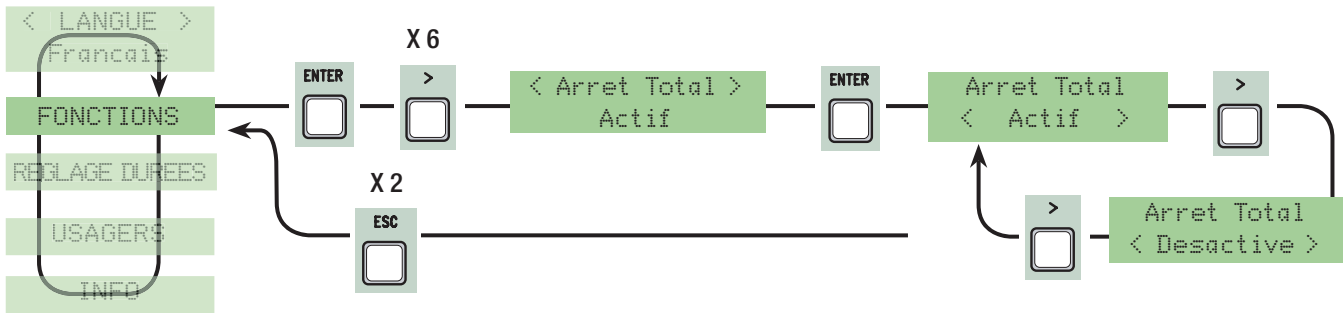 < LANGUE >
Francais
FONCTIONS
REGLAGE DUREES
USAGERS
INFO
ENTER
X 6
>
< Arret Total >
Actif
ENTER
Arret Total
< Actif >
>
Arret Total
< Desactive >
>
X 2
ESC